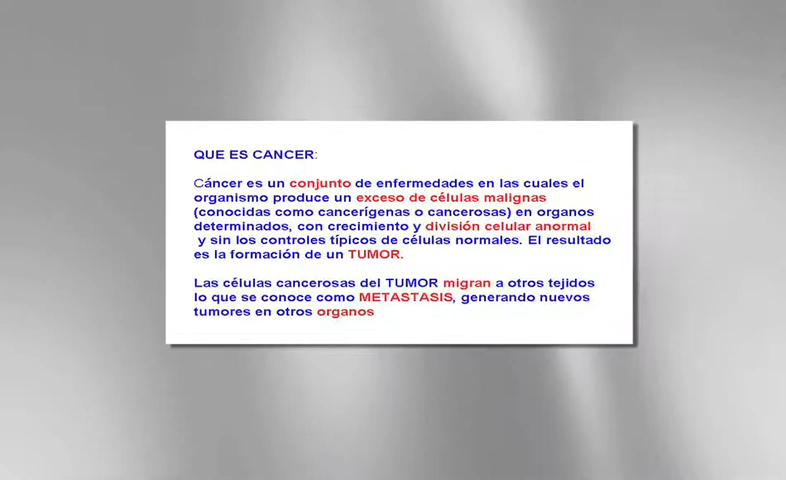 QUE ES CANCER:
Cáncer es un conjunto de enfermedades en las cuales el
organismo produce un exceso de células malignas
(conocidas como cancerígenas o cancerosas) en organos
determinados, con crecimiento y división celular anormal
y sin los controles típicos de células normales. El resultado
es la formación de un TUMOR.
Las células cancerosas del TUMOR migran a otros tejidos
lo que se conoce como METASTASIS, generando nuevos
tumores en otros organos